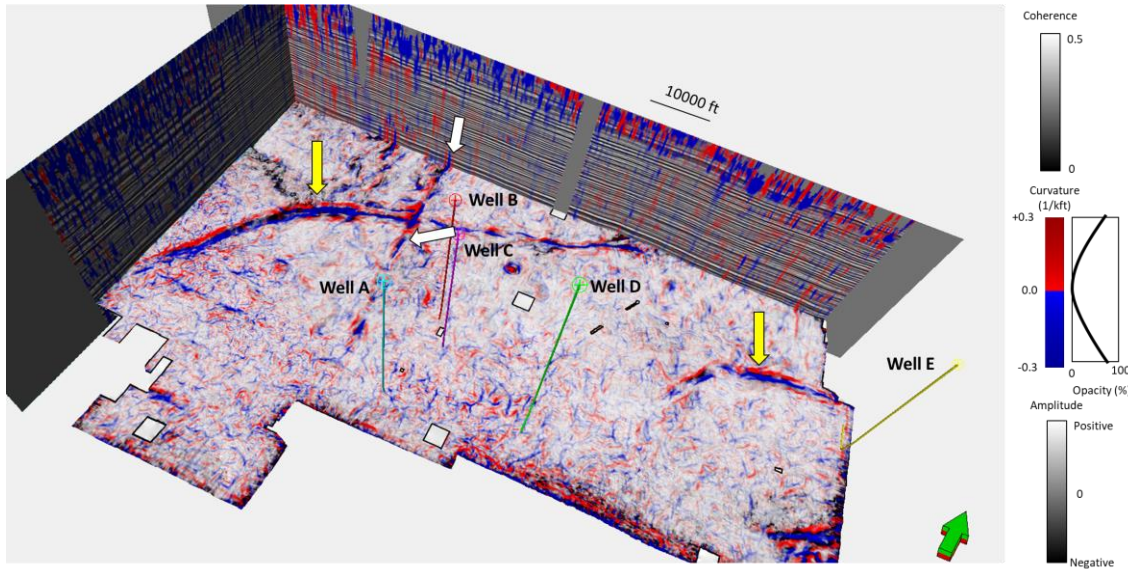 Coherence
0.5
0
10000 ft
Well B
Well C
Well A
Well D
Well E
Curvature
(1/kft)
+0.3
0.0
-0.3
0
100
Opacity (%)
Amplitude
Positive
0
Negative